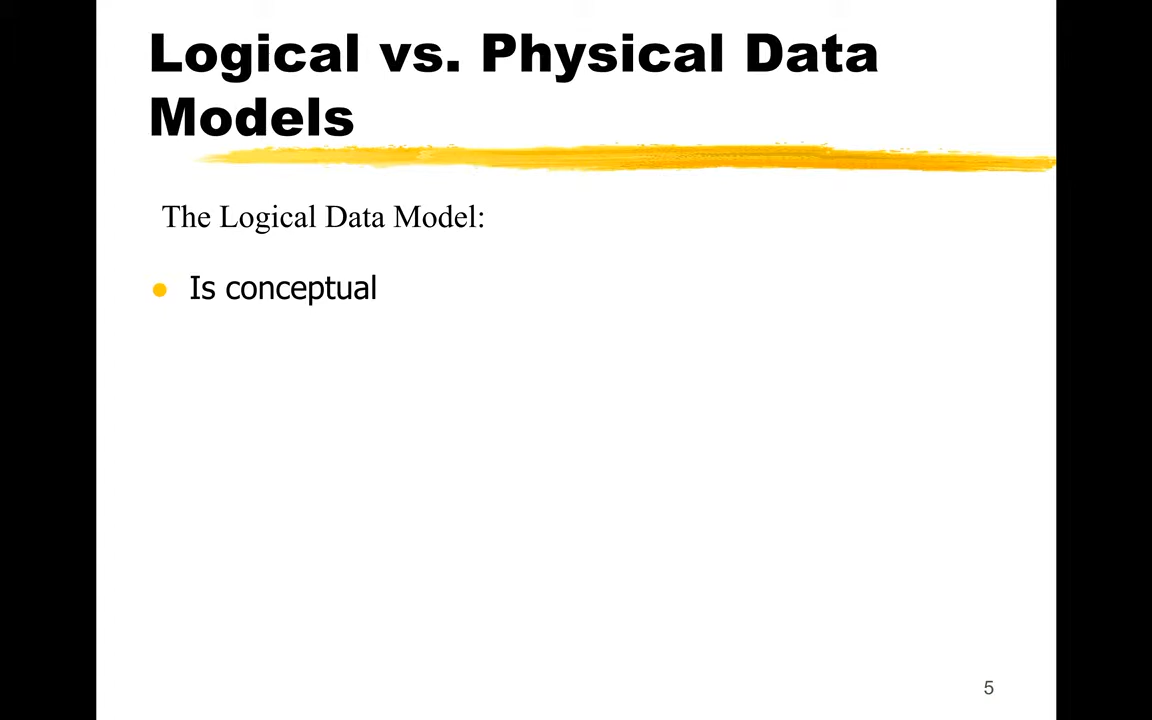 Logical vs. Physical Data
Models
The Logical Data Model:
Is conceptual
5